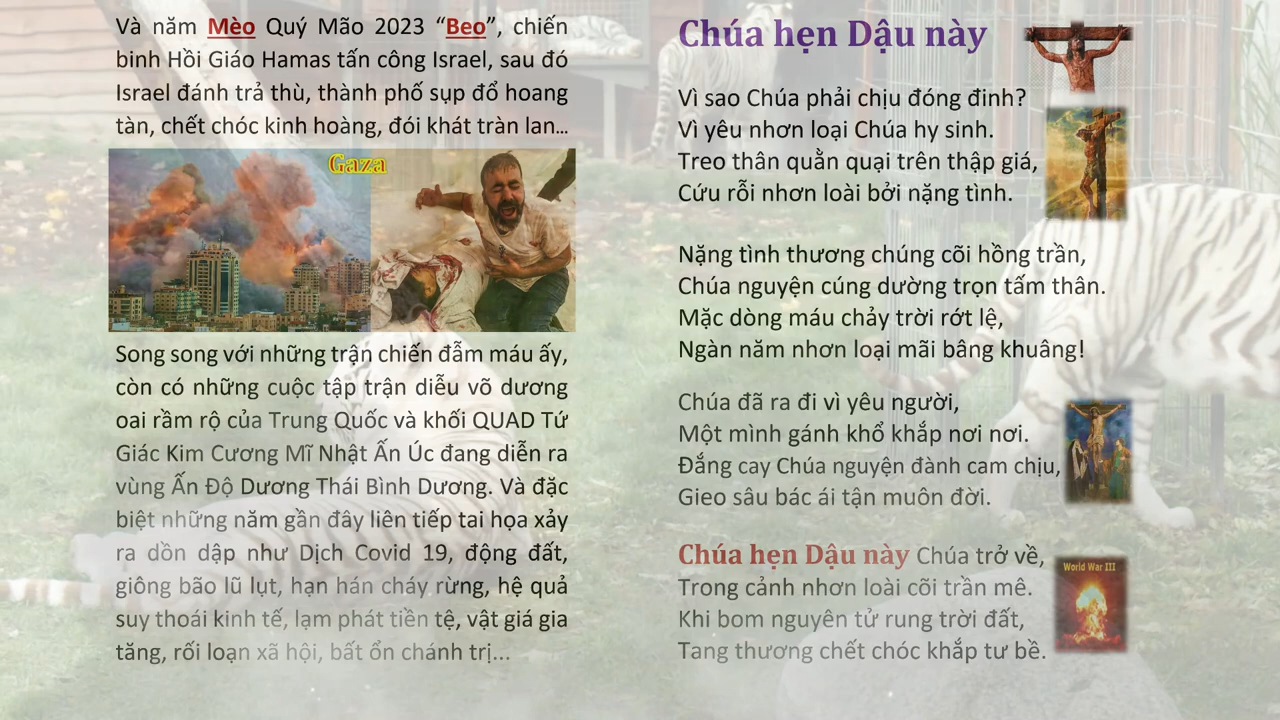 Và năm Mèo Quý Mão 2023 “Beo”, chiến
binh Hồi Giáo Hamas tấn công Israel, sau đó
Israel đánh trả thù, thành phố sụp đổ hoang
tàn, chết chóc kinh hoàng, đói khát tràn lan...
Gaza
Song song với những trận chiến đẫm máu ấy,
còn có những cuộc tập trận diễu võ dương
oai rầm rộ của Trung Quốc và khối QUAD Tứ
Giác Kim Cương Mĩ Nhật Ấn Úc đang diễn ra
vùng Ấn Độ Dương Thái Bình Dương. Và đặc
biệt những năm gần đây liên tiếp tai họa xảy
ra dồn dập như Dịch Covid 19, động đất,
giông bão lũ lụt, hạn hán cháy rừng, hệ quả
suy thoái kinh tế, lạm phát tiền tệ, vật giá gia
tăng, rối loạn xã hội, bất ổn chánh trị...
Chúa hẹn Dậu này
Vì sao Chúa phải chịu đóng đinh?
Vì yêu nhơn loại Chúa hy sinh.
Treo thân quằn quại trên thập giá,
Cứu rỗi nhơn loài bởi nặng tình.
Nặng tình thương chúng cõi hồng trần,
Chúa nguyện cúng dường trọn tấm thân.
Mặc dòng máu chảy trời rớt lệ,
Ngàn năm nhơn loại mãi bâng khuâng!
Chúa đã ra đi vì yêu người,
Một mình gánh khổ khắp nơi nơi.
Đắng cay Chúa nguyện đành cam chịu,
Gieo sâu bác ái tận muôn đời.
Chúa hẹn Dậu này Chúa trở về,
Trong cảnh nhơn loài cõi trần mê.
Khi bom nguyên tử rung trời đất,
Tang thương chết chóc khắp tư bề.
World War III